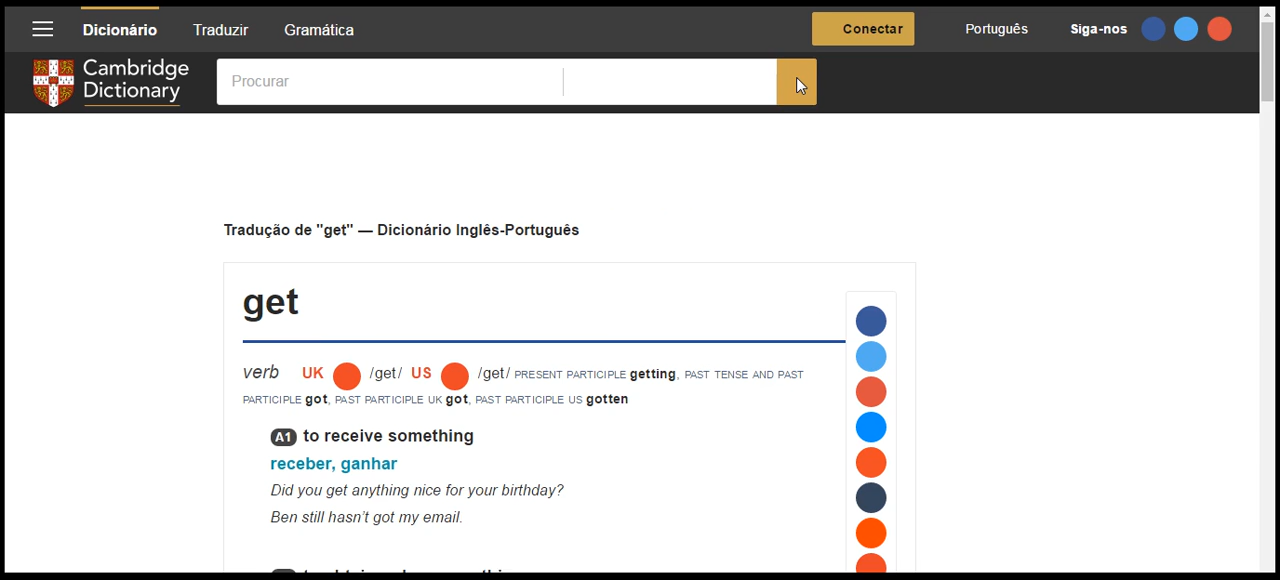 Dicionário Traduzir Gramática Conectar Português Siga-nos
Cambridge
Dictionary
Procurar
Tradução de "get" — Dicionário Inglês-Português
get
verb UK /get/ US /get/ PRESENT PARTICIPLE getting, PAST TENSE AND PAST
PARTICIPLE got, PAST PARTICIPLE UK got, PAST PARTICIPLE US gotten
A1 to receive something
receber, ganhar
Did you get anything nice for your birthday?
Ben still hasn't got my email.